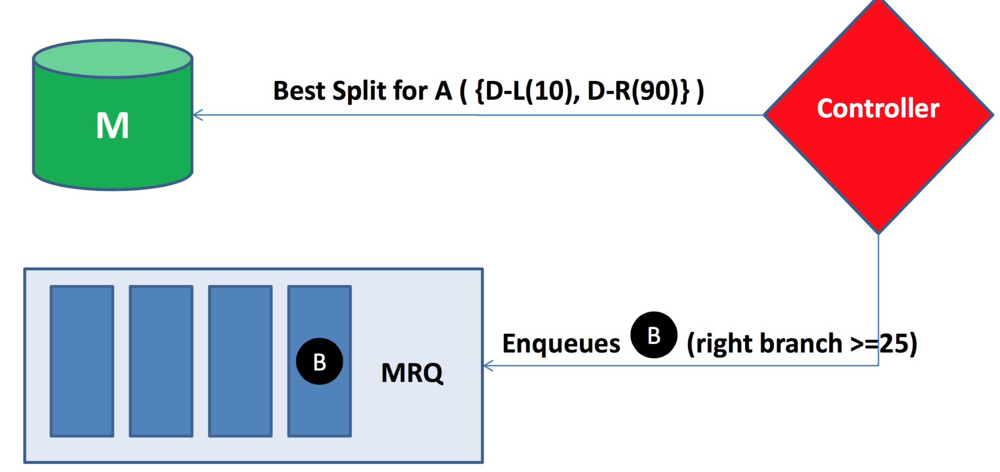 Best Split for A ( {D-L(10), D-R(90)} )
Controller
M
Enqueues B (right branch >=25)
B
MRQ